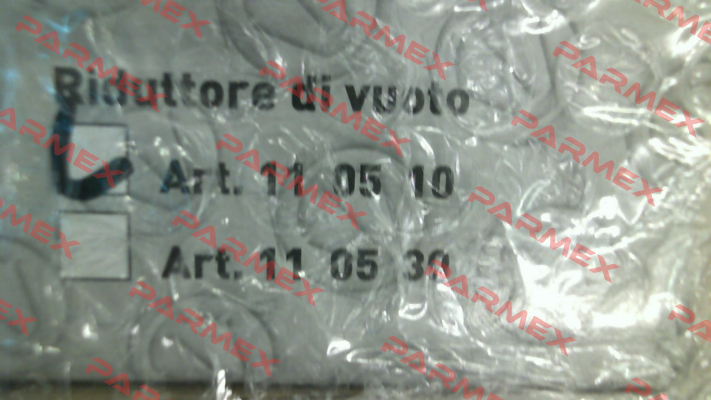 Riduttore di vuoto
Art. 11 05 10
Art. 11 05 30
PARMEX